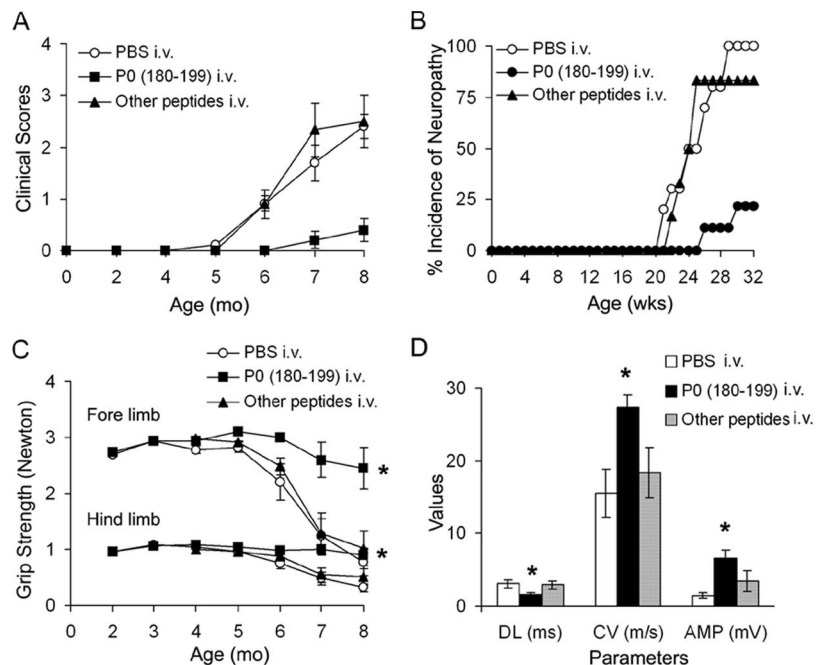 A
PBS i.v.
P0 (180-199) i.v.
Other peptides i.v.
Clinical Scores
4
3
2
1
0
0 2 4 5 6 7 8
Age (mo)
B
PBS i.v.
P0 (180-199) i.v.
Other peptides i.v.
% Incidence of Neuropathy
100
75
50
25
0
0 4 8 12 16 20 24 28 32
Age (wks)
C
PBS i.v.
P0 (180-199) i.v.
Other peptides i.v.
Grip Strength (Newton)
4
3
2
1
0
Fore limb
*
Hind limb
*
2 3 4 5 6 7 8
Age (mo)
D
PBS i.v.
P0 (180-199) i.v.
Other peptides i.v.
Values
30
20
10
0
* * *
DL (ms) CV (m/s) AMP (mV)
Parameters